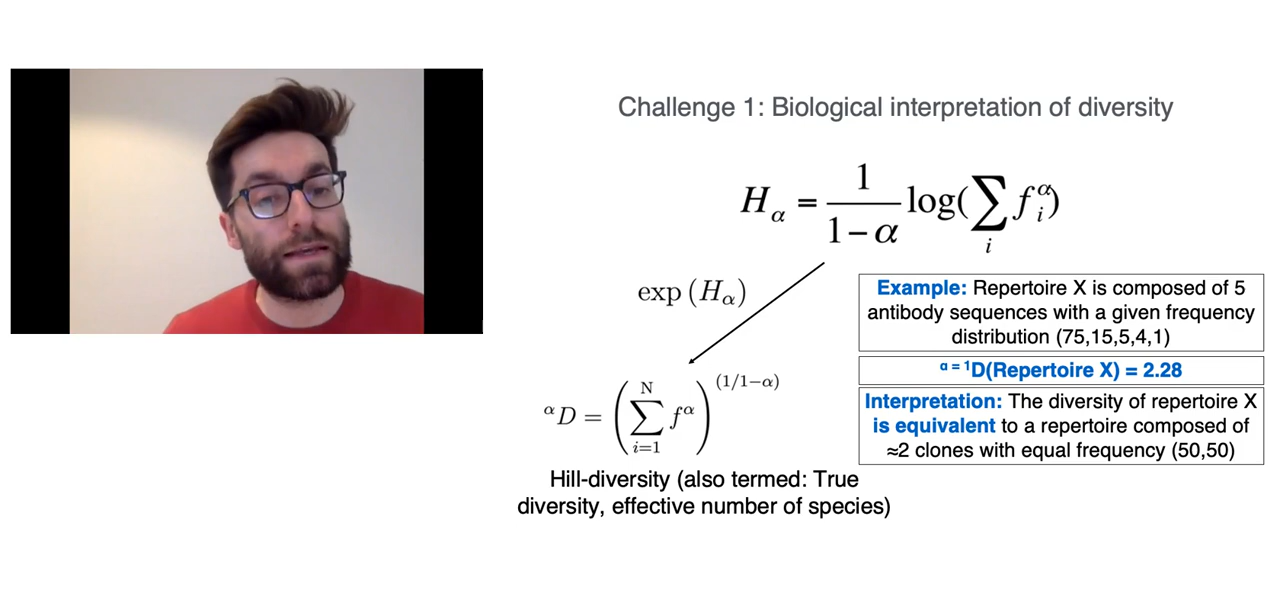 Challenge 1: Biological interpretation of diversity
H_α = 1/(1−α) log(∑_i f_i^α)
exp (H_α)
^αD = (∑_{i=1}^{N} f^α)^{(1/1−α)}
Hill-diversity (also termed: True
diversity, effective number of species)
Example: Repertoire X is composed of 5
antibody sequences with a given frequency
distribution (75,15,5,4,1)
^{α = 1}D(Repertoire X) = 2.28
Interpretation: The diversity of repertoire X
is equivalent to a repertoire composed of
≈2 clones with equal frequency (50,50)